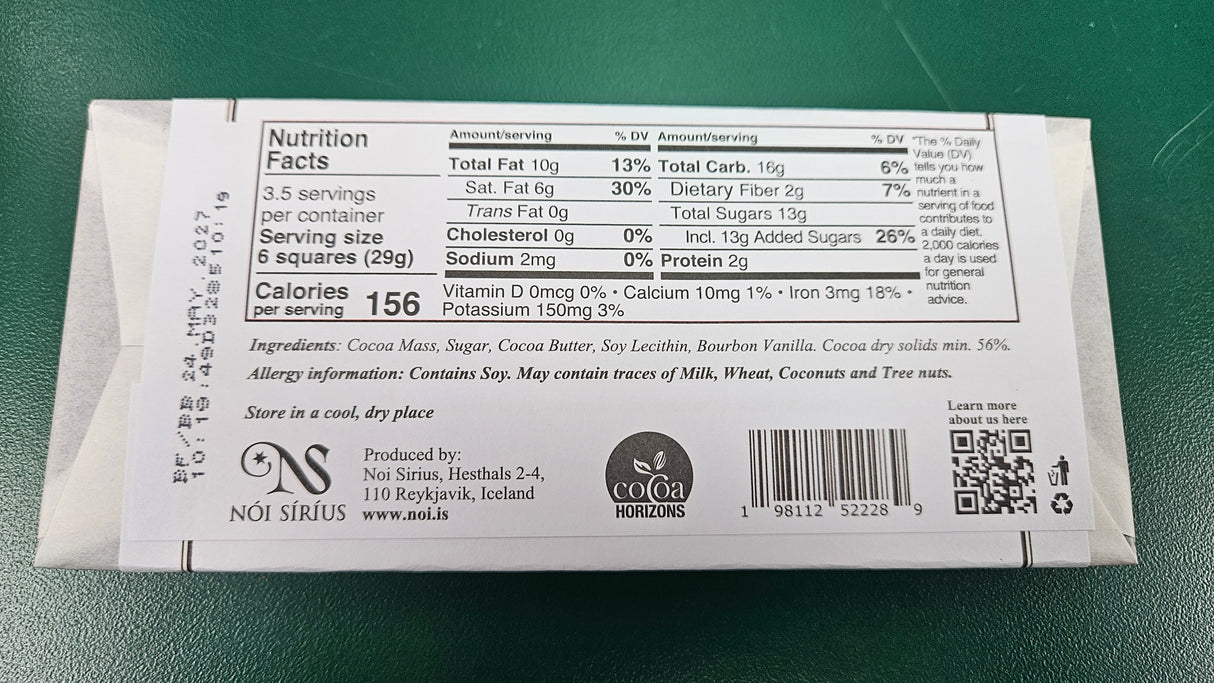 Nutrition
Facts
3.5 servings
per container
Serving size
6 squares (29g)
Calories
per serving 156
Amount/serving % DV
Total Fat 10g 13%
Sat. Fat 6g 30%
Trans Fat 0g
Cholesterol 0g 0%
Sodium 2mg 0%
Amount/serving % DV
Total Carb. 16g 6%
Dietary Fiber 2g 7%
Total Sugars 13g
Incl. 13g Added Sugars 26%
Protein 2g
Vitamin D 0mcg 0% • Calcium 10mg 1% • Iron 3mg 18% •
Potassium 150mg 3%
*The % Daily
Value (DV)
tells you how
much a
nutrient in a
serving of food
contributes to
a daily diet.
2,000 calories
a day is used
for general
nutrition
advice.
Ingredients: Cocoa Mass, Sugar, Cocoa Butter, Soy Lecithin, Bourbon Vanilla. Cocoa dry solids min. 56%.
Allergy information: Contains Soy. May contain traces of Milk, Wheat, Coconuts and Tree nuts.
Store in a cool, dry place
NS
NÓI SÍRÍUS
Produced by:
Noi Sirius, Hesthals 2-4,
110 Reykjavik, Iceland
www.noi.is
cocoa
HORIZONS
1 98112 52228 9
Learn more
about us here
BF/BB 24.MAY.2027